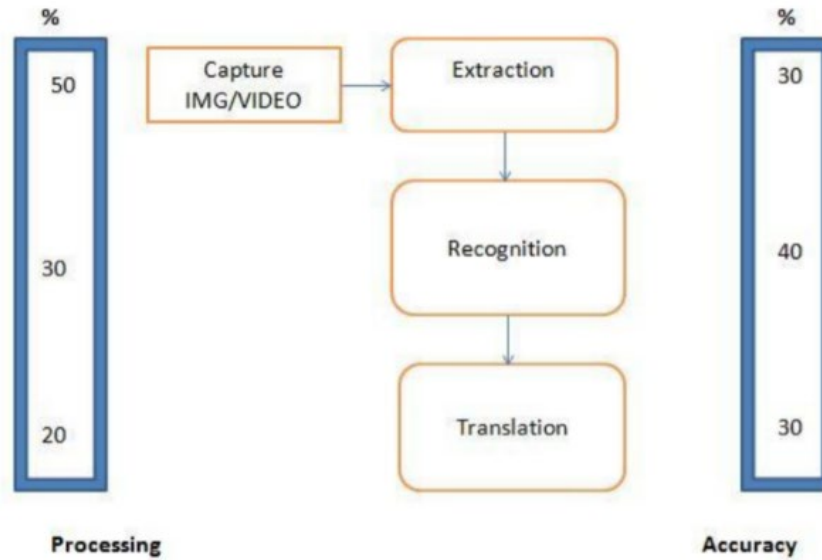 %
%
50
Capture
IMG/VIDEO
Extraction
30
30
Recognition
40
20
Translation
30
Processing
Accuracy